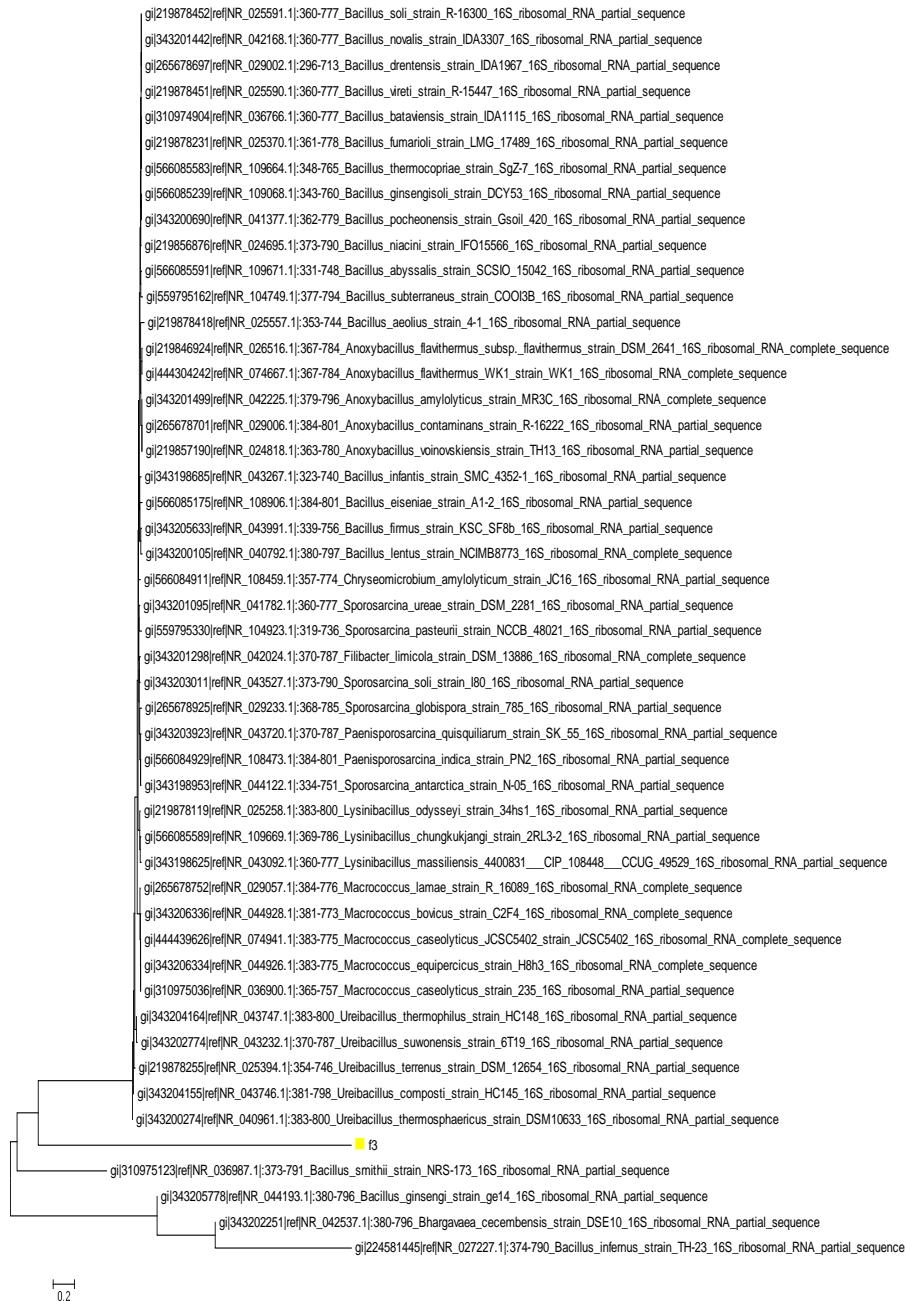 gi|219878452|ref|NR_025591.1|:360-777_Bacillus_soli_strain_R-16300_16S_ribosomal_RNA_partial_sequence
gi|343201442|ref|NR_042168.1|:360-777_Bacillus_novalis_strain_IDA3307_16S_ribosomal_RNA_partial_sequence
gi|265678697|ref|NR_029002.1|:296-713_Bacillus_drentensis_strain_IDA1967_16S_ribosomal_RNA_partial_sequence
gi|219878451|ref|NR_025590.1|:360-777_Bacillus_vireti_strain_R-15447_16S_ribosomal_RNA_partial_sequence
gi|310974904|ref|NR_036766.1|:360-777_Bacillus_bataviensis_strain_IDA1115_16S_ribosomal_RNA_partial_sequence
gi|219878231|ref|NR_025370.1|:361-778_Bacillus_fumarioli_strain_LMG_17489_16S_ribosomal_RNA_partial_sequence
gi|566085583|ref|NR_109664.1|:348-765_Bacillus_thermocopriae_strain_SgZ-7_16S_ribosomal_RNA_partial_sequence
gi|566085239|ref|NR_109068.1|:343-760_Bacillus_ginsengisoli_strain_DCY53_16S_ribosomal_RNA_partial_sequence
gi|343200690|ref|NR_041377.1|:362-779_Bacillus_pocheonensis_strain_Gsoil_420_16S_ribosomal_RNA_partial_sequence
gi|219856876|ref|NR_024695.1|:373-790_Bacillus_niacini_strain_IFO15566_16S_ribosomal_RNA_partial_sequence
gi|566085591|ref|NR_109671.1|:331-748_Bacillus_abyssalis_strain_SCSIO_15042_16S_ribosomal_RNA_partial_sequence
gi|559795162|ref|NR_104749.1|:377-794_Bacillus_subterraneus_strain_COOI3B_16S_ribosomal_RNA_partial_sequence
gi|219878418|ref|NR_025557.1|:353-744_Bacillus_aeolius_strain_4-1_16S_ribosomal_RNA_partial_sequence
gi|219846924|ref|NR_026516.1|:367-784_Anoxybacillus_flavithermus_subsp._flavithermus_strain_DSM_2641_16S_ribosomal_RNA_complete_sequence
gi|444304242|ref|NR_074667.1|:367-784_Anoxybacillus_flavithermus_WK1_strain_WK1_16S_ribosomal_RNA_complete_sequence
gi|343201499|ref|NR_042225.1|:379-796_Anoxybacillus_amylolyticus_strain_MR3C_16S_ribosomal_RNA_complete_sequence
gi|265678701|ref|NR_029006.1|:384-801_Anoxybacillus_contaminans_strain_R-16222_16S_ribosomal_RNA_partial_sequence
gi|219857190|ref|NR_024818.1|:363-780_Anoxybacillus_voinovskiensis_strain_TH13_16S_ribosomal_RNA_partial_sequence
gi|343198685|ref|NR_043267.1|:323-740_Bacillus_infantis_strain_SMC_4352-1_16S_ribosomal_RNA_partial_sequence
gi|566085175|ref|NR_108906.1|:384-801_Bacillus_eiseniae_strain_A1-2_16S_ribosomal_RNA_partial_sequence
gi|343205633|ref|NR_043991.1|:339-756_Bacillus_firmus_strain_KSC_SF8b_16S_ribosomal_RNA_partial_sequence
gi|343200105|ref|NR_040792.1|:380-797_Bacillus_lentus_strain_NCIMB8773_16S_ribosomal_RNA_complete_sequence
gi|566084911|ref|NR_108459.1|:357-774_Chryseomicrobium_amylolyticum_strain_JC16_16S_ribosomal_RNA_partial_sequence
gi|343201095|ref|NR_041782.1|:360-777_Sporosarcina_ureae_strain_DSM_2281_16S_ribosomal_RNA_partial_sequence
gi|559795330|ref|NR_104923.1|:319-736_Sporosarcina_pasteurii_strain_NCCB_48021_16S_ribosomal_RNA_partial_sequence
gi|343201298|ref|NR_042024.1|:370-787_Filibacter_limicola_strain_DSM_13886_16S_ribosomal_RNA_complete_sequence
gi|343203011|ref|NR_043527.1|:373-790_Sporosarcina_soli_strain_I80_16S_ribosomal_RNA_partial_sequence
gi|265678925|ref|NR_029233.1|:368-785_Sporosarcina_globispora_strain_785_16S_ribosomal_RNA_partial_sequence
gi|343203923|ref|NR_043720.1|:370-787_Paenisporosarcina_quisquiliarum_strain_SK_55_16S_ribosomal_RNA_partial_sequence
gi|566084929|ref|NR_108473.1|:384-801_Paenisporosarcina_indica_strain_PN2_16S_ribosomal_RNA_partial_sequence
gi|343198953|ref|NR_044122.1|:334-751_Sporosarcina_antarctica_strain_N-05_16S_ribosomal_RNA_partial_sequence
gi|219878119|ref|NR_025258.1|:383-800_Lysinibacillus_odysseyi_strain_34hs1_16S_ribosomal_RNA_partial_sequence
gi|566085589|ref|NR_109669.1|:369-786_Lysinibacillus_chungkukjangi_strain_2RL3-2_16S_ribosomal_RNA_partial_sequence
gi|343198625|ref|NR_043092.1|:360-777_Lysinibacillus_massiliensis_4400831___CIP_108448___CCUG_49529_16S_ribosomal_RNA_partial_sequence
gi|265678752|ref|NR_029057.1|:384-776_Macrococcus_lamae_strain_R_16089_16S_ribosomal_RNA_complete_sequence
gi|343206336|ref|NR_044928.1|:381-773_Macrococcus_bovicus_strain_C2F4_16S_ribosomal_RNA_complete_sequence
gi|444439626|ref|NR_074941.1|:383-775_Macrococcus_caseolyticus_JCSC5402_strain_JCSC5402_16S_ribosomal_RNA_complete_sequence
gi|343206334|ref|NR_044926.1|:383-775_Macrococcus_equipercicus_strain_H8h3_16S_ribosomal_RNA_complete_sequence
gi|310975036|ref|NR_036900.1|:365-757_Macrococcus_caseolyticus_strain_235_16S_ribosomal_RNA_partial_sequence
gi|343204164|ref|NR_043747.1|:383-800_Ureibacillus_thermophilus_strain_HC148_16S_ribosomal_RNA_partial_sequence
gi|343202774|ref|NR_043232.1|:370-787_Ureibacillus_suwonensis_strain_6T19_16S_ribosomal_RNA_partial_sequence
gi|219878255|ref|NR_025394.1|:354-746_Ureibacillus_terrenus_strain_DSM_12654_16S_ribosomal_RNA_partial_sequence
gi|343204155|ref|NR_043746.1|:381-798_Ureibacillus_composti_strain_HC145_16S_ribosomal_RNA_partial_sequence
gi|343200274|ref|NR_040961.1|:383-800_Ureibacillus_thermosphaericus_strain_DSM10633_16S_ribosomal_RNA_partial_sequence
f3
gi|310975123|ref|NR_036987.1|:373-791_Bacillus_smithii_strain_NRS-173_16S_ribosomal_RNA_partial_sequence
gi|343205778|ref|NR_044193.1|:380-796_Bacillus_ginsengi_strain_ge14_16S_ribosomal_RNA_partial_sequence
gi|343202251|ref|NR_042537.1|:380-796_Bhargavaea_cecembensis_strain_DSE10_16S_ribosomal_RNA_partial_sequence
gi|224581445|ref|NR_027227.1|:374-790_Bacillus_infernus_strain_TH-23_16S_ribosomal_RNA_partial_sequence
0.2